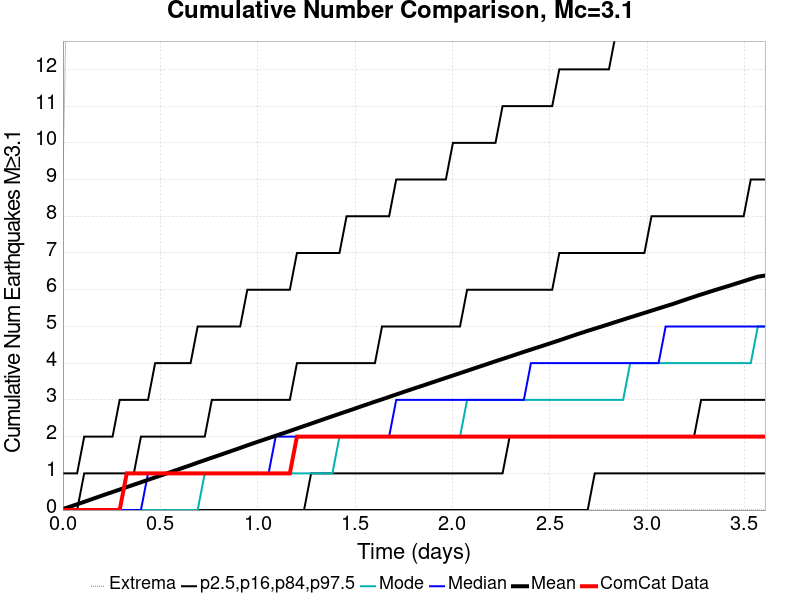 Cumulative Number Comparison, Mc=3.1
Cumulative Num Earthquakes M≥3.1
12
11
10
9
8
7
6
5
4
3
2
1
0
0.0 0.5 1.0 1.5 2.0 2.5 3.0 3.5
Time (days)
Extrema p2.5,p16,p84,p97.5 Mode Median Mean ComCat Data